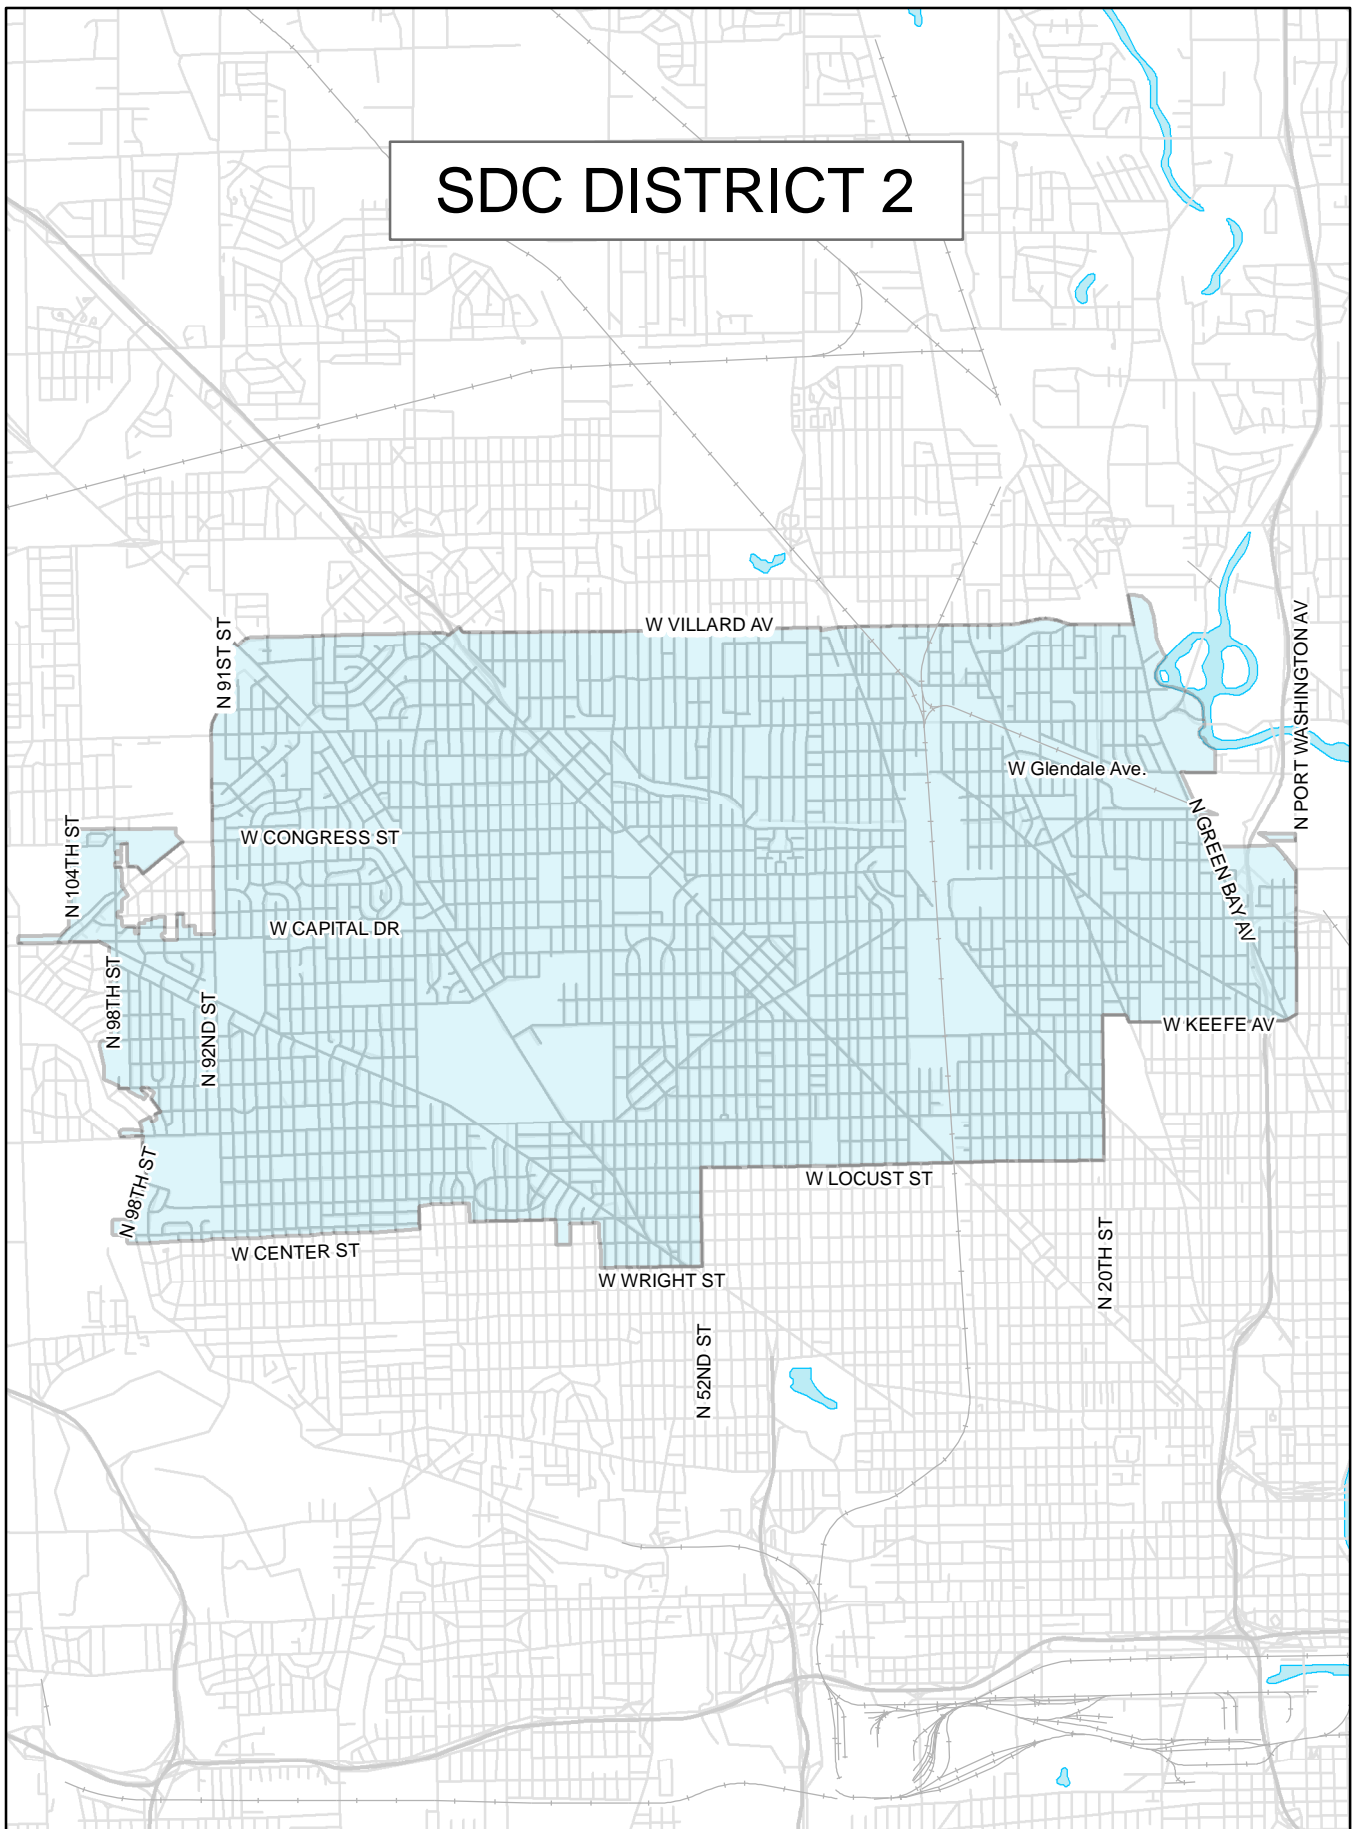 SDC DISTRICT 2
W VILLARD AV
N 91ST ST
N PORT WASHINGTON AV
W Glendale Ave.
N GREEN BAY AV
W CONGRESS ST
N 104TH ST
W CAPITAL DR
N 98TH ST
N 92ND ST
W KEEFE AV
N 98TH ST
W LOCUST ST
W CENTER ST
W WRIGHT ST
N 20TH ST
N 52ND ST